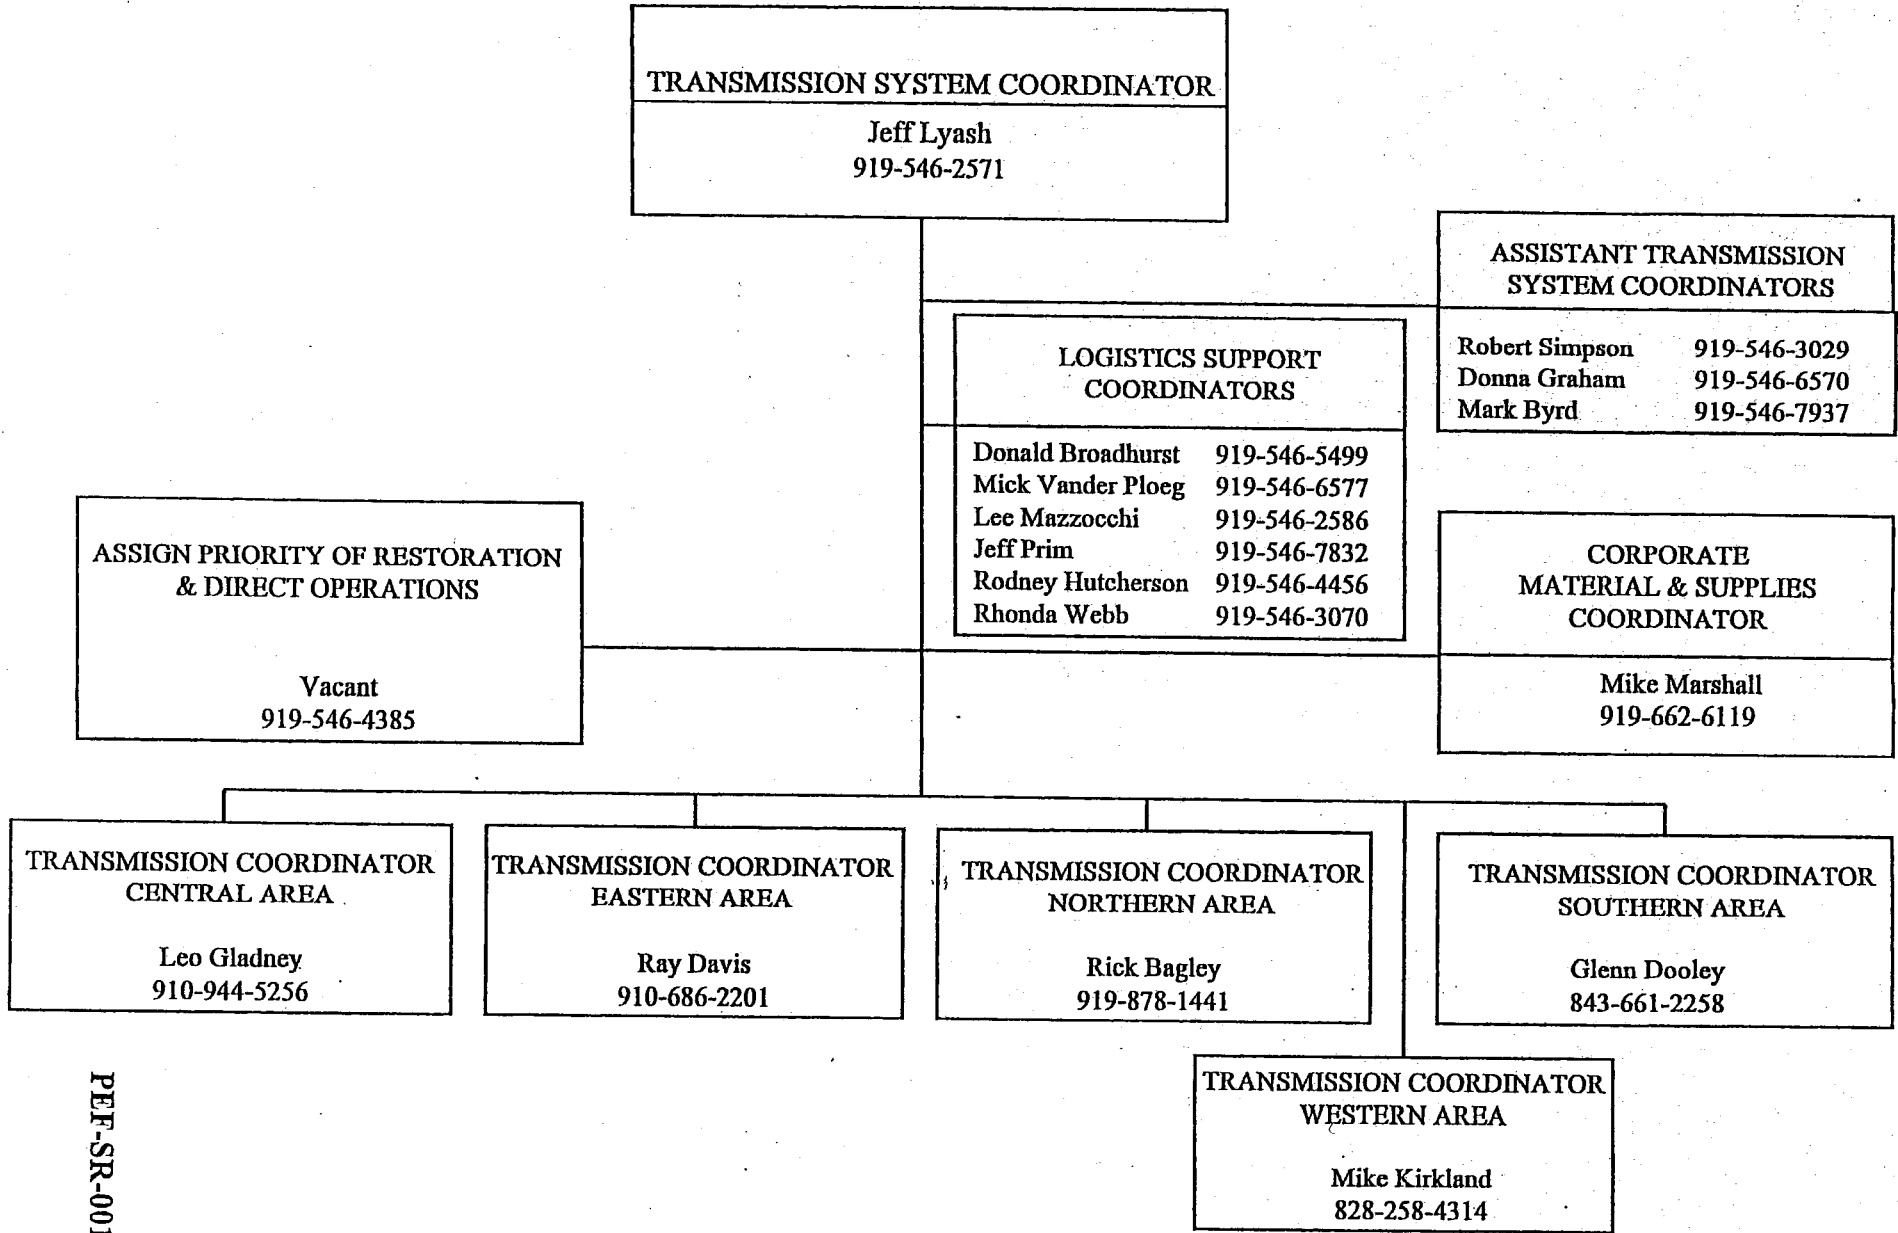 TRANSMISSION SYSTEM COORDINATOR
Jeff Lyash
919-546-2571
ASSISTANT TRANSMISSION
SYSTEM COORDINATORS
Robert Simpson 919-546-3029
Donna Graham 919-546-6570
Mark Byrd 919-546-7937
LOGISTICS SUPPORT
COORDINATORS
Donald Broadhurst 919-546-5499
Mick Vander Ploeg 919-546-6577
Lee Mazzocchi 919-546-2586
Jeff Prim 919-546-7832
Rodney Hutcherson 919-546-4456
Rhonda Webb 919-546-3070
ASSIGN PRIORITY OF RESTORATION
& DIRECT OPERATIONS
Vacant
919-546-4385
CORPORATE
MATERIAL & SUPPLIES
COORDINATOR
Mike Marshall
919-662-6119
TRANSMISSION COORDINATOR
CENTRAL AREA
Leo Gladney
910-944-5256
TRANSMISSION COORDINATOR
EASTERN AREA
Ray Davis
910-686-2201
TRANSMISSION COORDINATOR
NORTHERN AREA
Rick Bagley
919-878-1441
TRANSMISSION COORDINATOR
SOUTHERN AREA
Glenn Dooley
843-661-2258
TRANSMISSION COORDINATOR
WESTERN AREA
Mike Kirkland
828-258-4314
PEF-SR-001